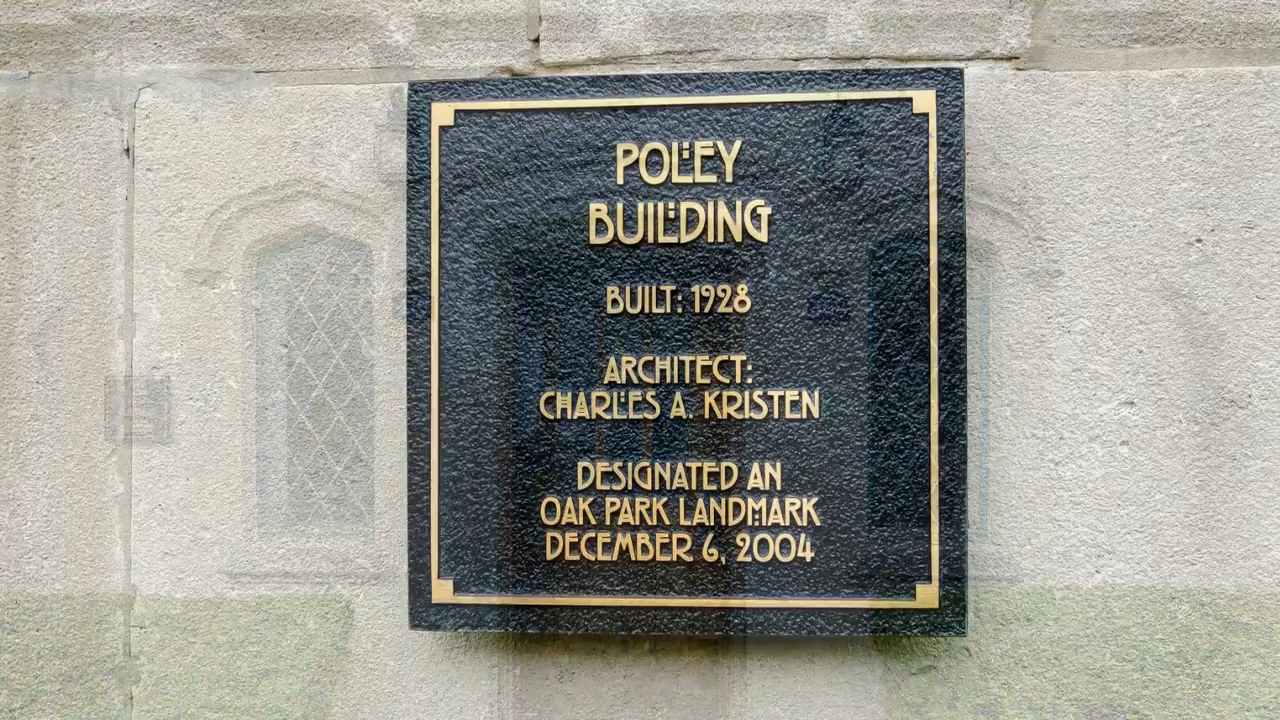 POLEY
BUILDING
BUILT: 1928
ARCHITECT:
CHARLES A. KRISTEN
DESIGNATED AN
OAK PARK LANDMARK
DECEMBER 6, 2004